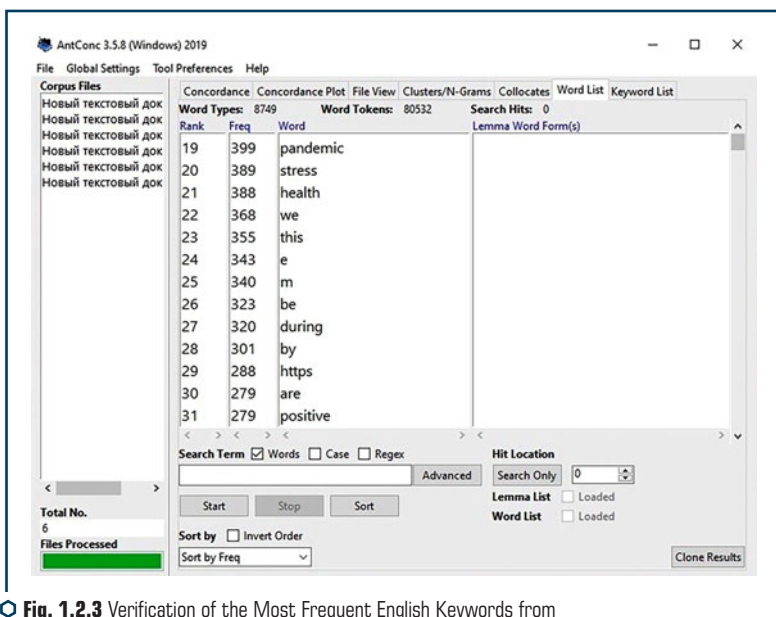 AntConc 3.5.8 (Windows) 2019
File Global Settings Tool Preferences Help
Corpus Files
Новый текстовый док
Новый текстовый док
Новый текстовый док
Новый текстовый док
Новый текстовый док
Новый текстовый док
Concordance Concordance Plot File View Clusters/N-Grams Collocates Word List Keyword List
Word Types: 8749 Word Tokens: 80532 Search Hits: 0
Rank Freq Word Lemma Word Form(s)
19 399 pandemic
20 389 stress
21 388 health
22 368 we
23 355 this
24 343 e
25 340 m
26 323 be
27 320 during
28 301 by
29 288 https
30 279 are
31 279 positive
Search Term Words Case Regex Hit Location
Advanced Search Only 0
Total No.
6
Files Processed
Start Stop Sort
Lemma List Loaded
Word List Loaded
Sort by Invert Order
Sort by Freq
Clone Results
Fig. 1.2.3 Verification of the Most Frequent English Keywords from